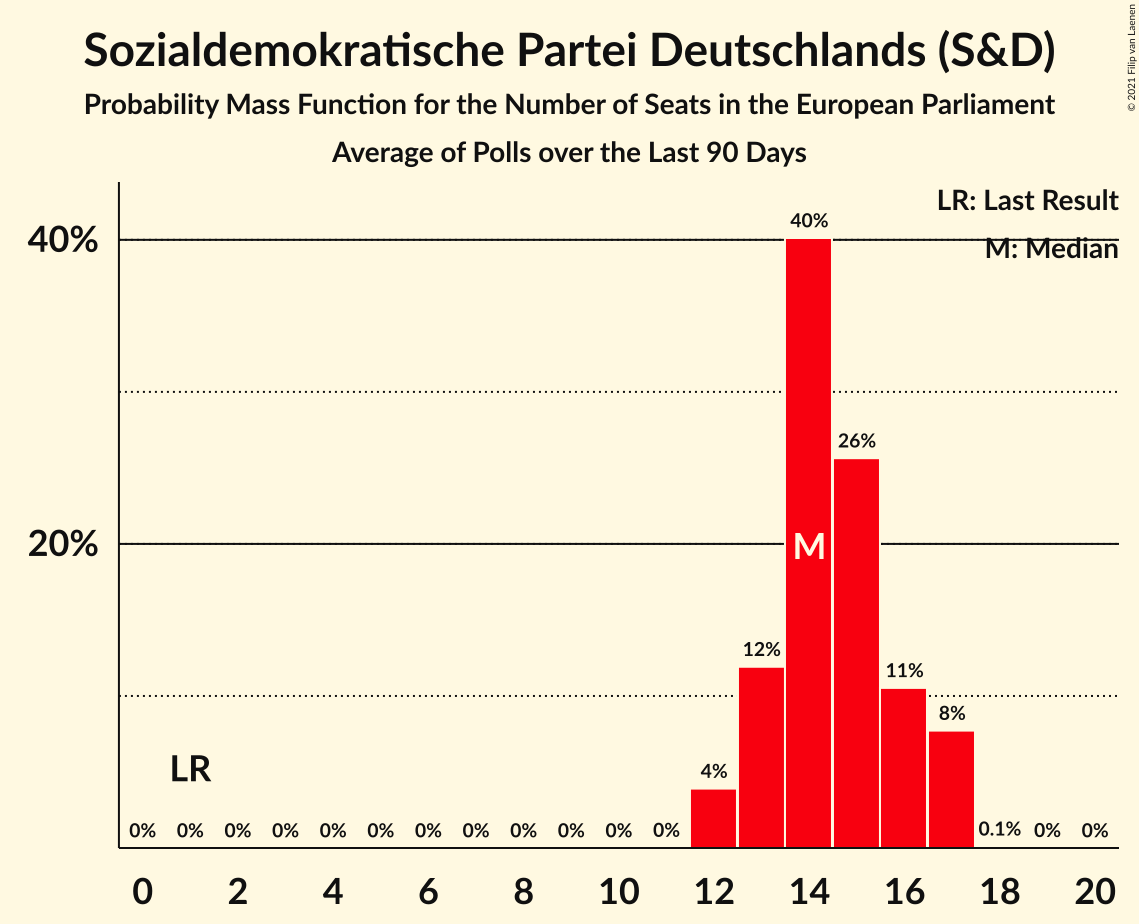 Sozialdemokratische Partei Deutschlands (S&D)
Probability Mass Function for the Number of Seats in the European Parliament
Average of Polls over the Last 90 Days
© 2021 Filip van Laenen
LR: Last Result
M: Median
40%
20%
40%
26%
12%
11%
8%
4%
M
LR
0% 0% 0% 0% 0% 0% 0% 0% 0% 0% 0% 0% 0.1% 0% 0%
0 2 4 6 8 10 12 14 16 18 20